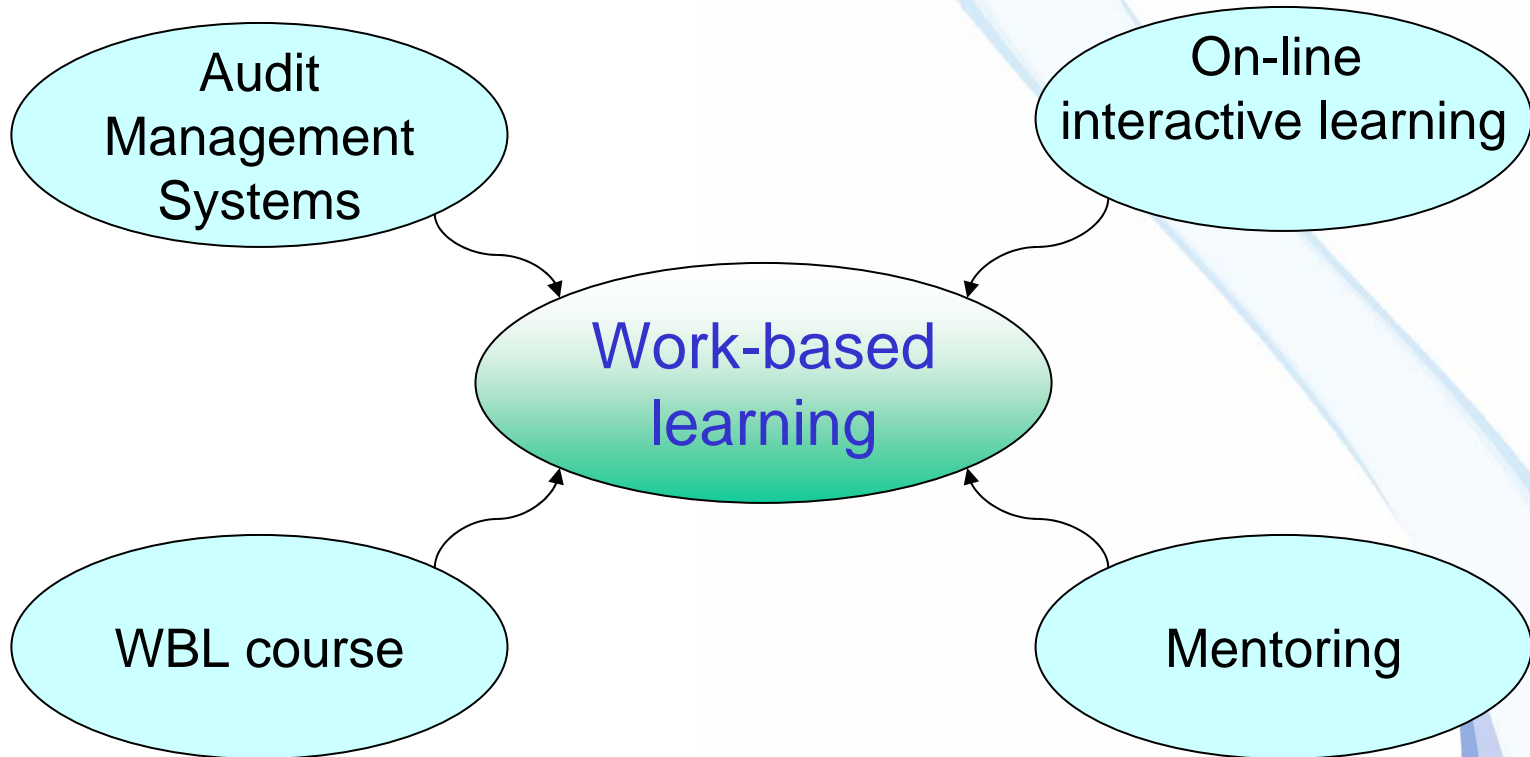 Audit
Management
Systems
On-line
interactive learning
Work-based
learning
WBL course
Mentoring